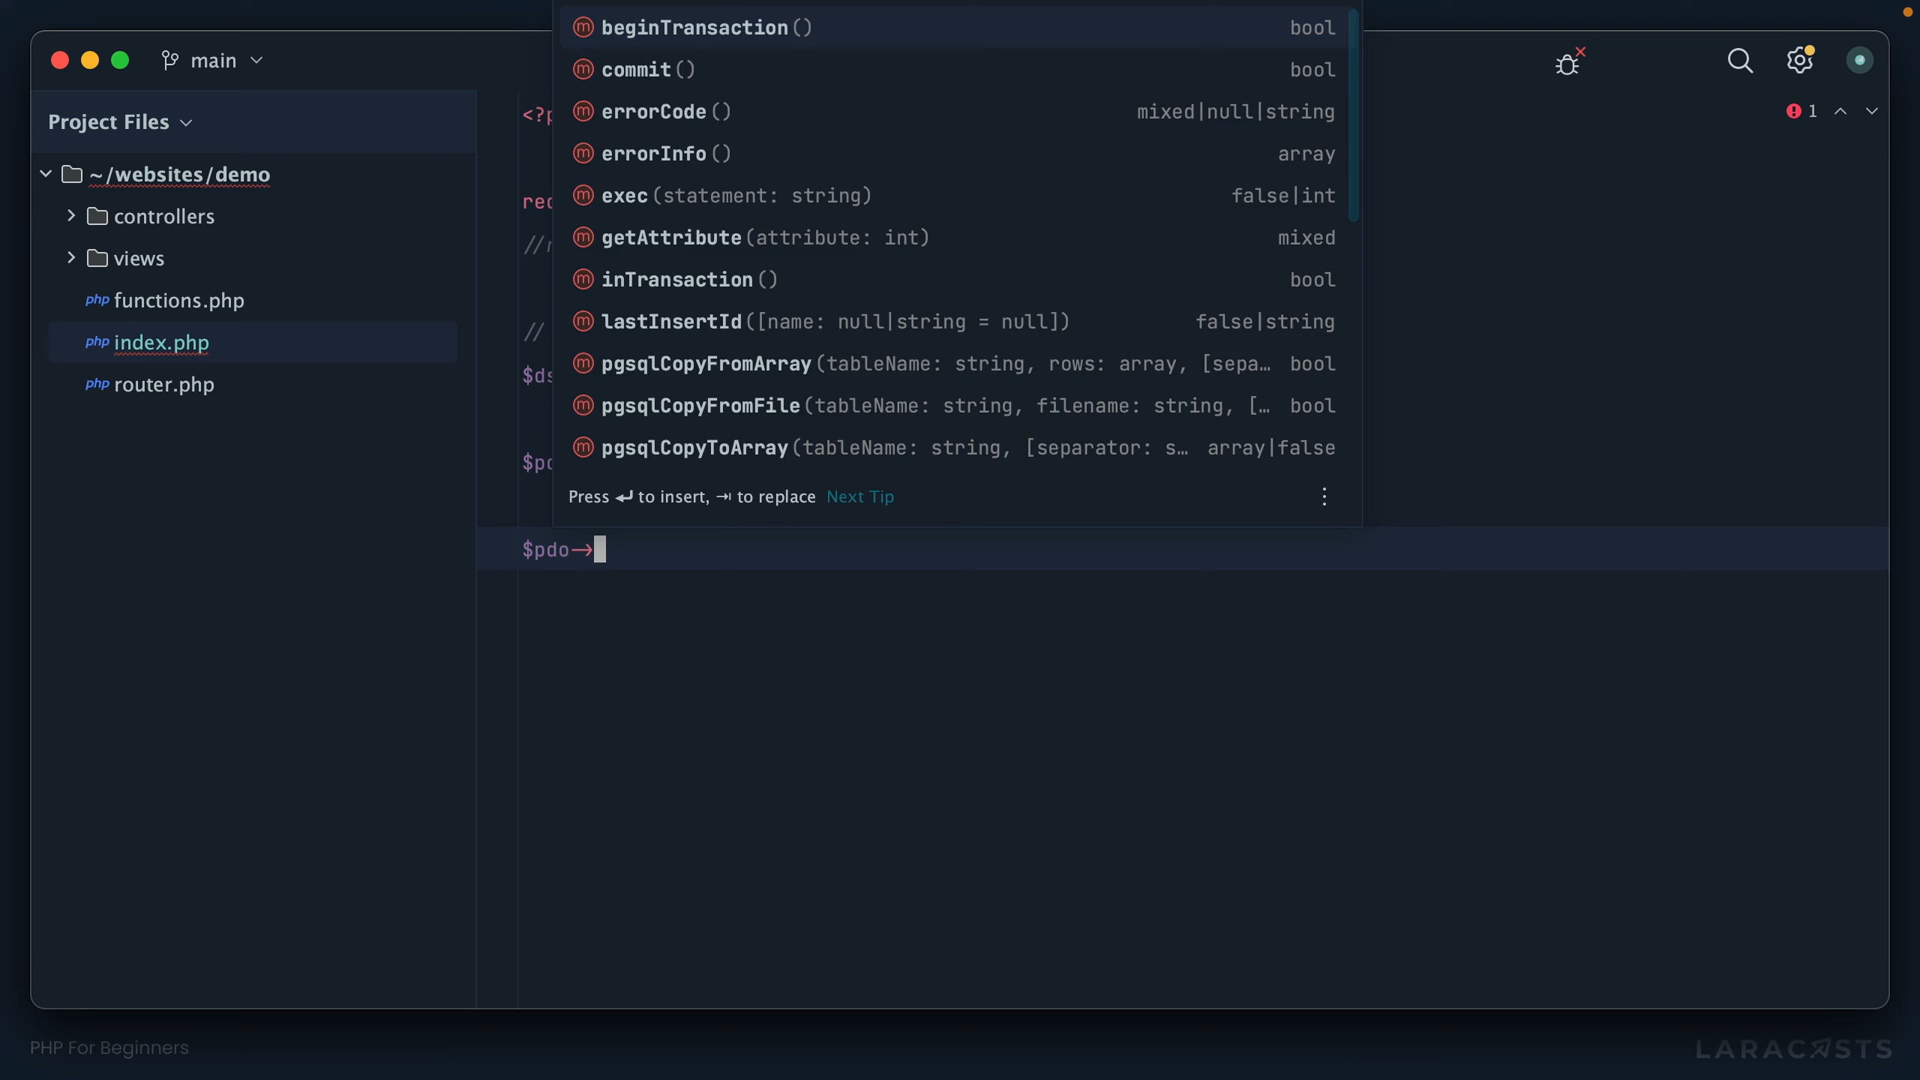 main
Project Files
~/websites/demo
controllers
views
php functions.php
php index.php
php router.php
beginTransaction() bool
commit() bool
errorCode() mixed|null|string
errorInfo() array
exec(statement: string) false|int
getAttribute(attribute: int) mixed
inTransaction() bool
lastInsertId([name: null|string = null]) false|string
pgsqlCopyFromArray(tableName: string, rows: array, [sepa… bool
pgsqlCopyFromFile(tableName: string, filename: string, [… bool
pgsqlCopyToArray(tableName: string, [separator: s… array|false
Press ↵ to insert, ⇥ to replace Next Tip
$pdo->
1
PHP For Beginners
LARACASTS